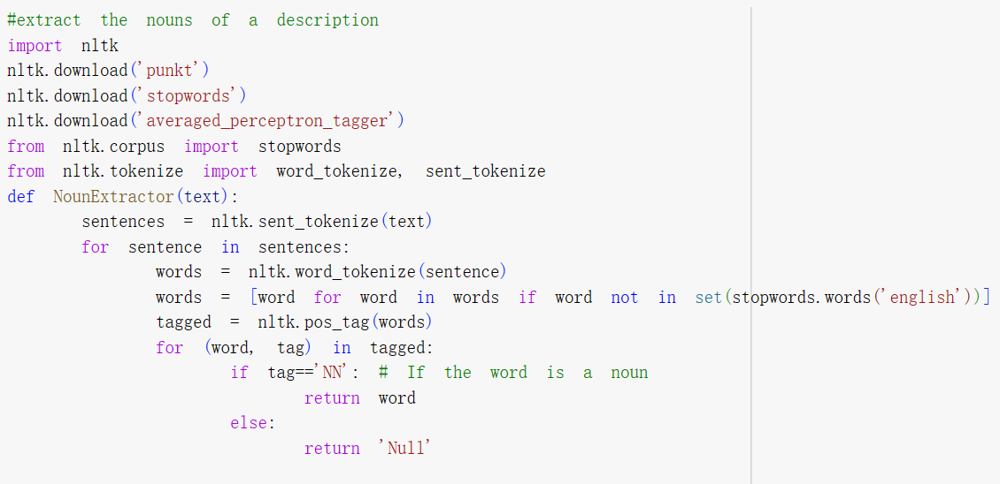 #extract the nouns of a description
import nltk
nltk.download('punkt')
nltk.download('stopwords')
nltk.download('averaged_perceptron_tagger')
from nltk.corpus import stopwords
from nltk.tokenize import word_tokenize, sent_tokenize
def NounExtractor(text):
        sentences = nltk.sent_tokenize(text)
        for sentence in sentences:
                words = nltk.word_tokenize(sentence)
                words = [word for word in words if word not in set(stopwords.words('english'))]
                tagged = nltk.pos_tag(words)
                for (word, tag) in tagged:
                        if tag=='NN': # If the word is a noun
                                return word
                        else:
                                return 'Null'